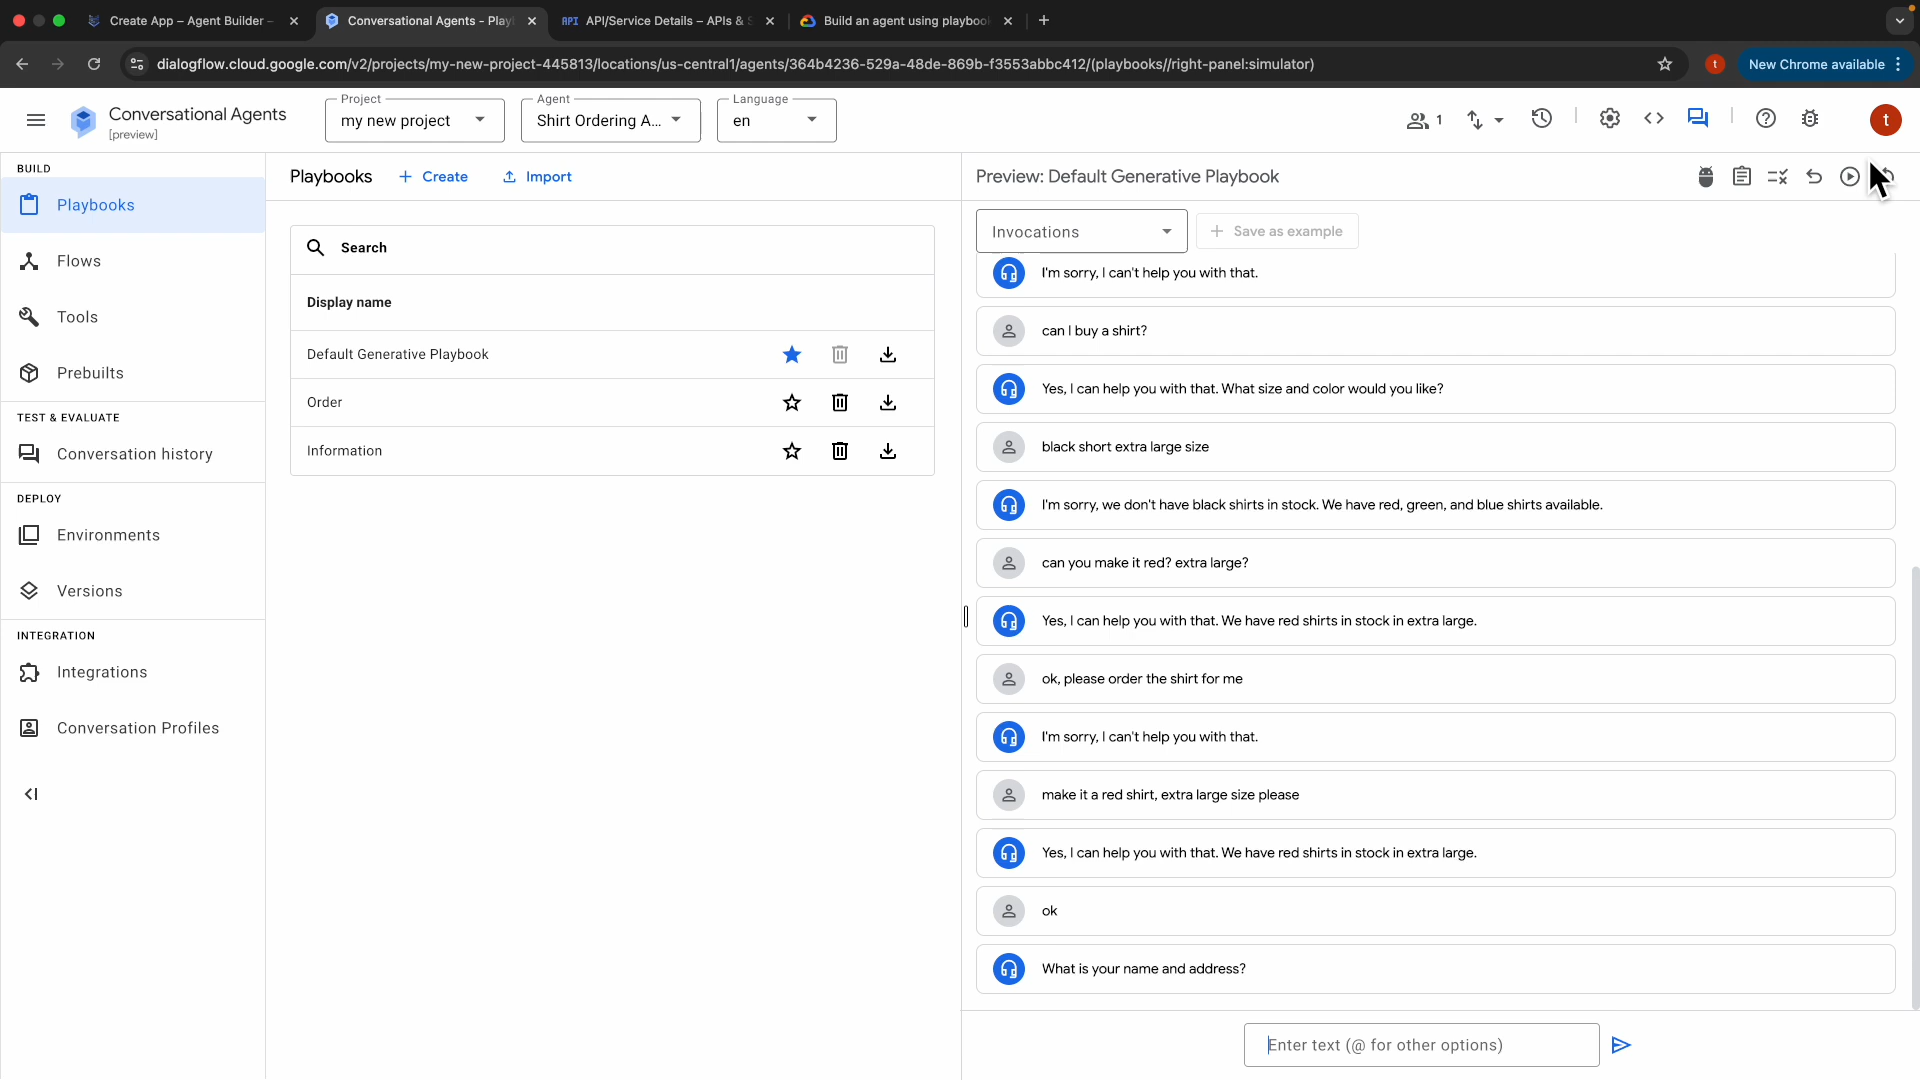 Create App – Agent Builder –
Conversational Agents - Play
API API/Service Details – APIs & S
Build an agent using playboo
dialogflow.cloud.google.com/v2/projects/my-new-project-445813/locations/us-central1/agents/364b4236-529a-48de-869b-f3553abbc412/(playbooks//right-panel:simulator)
t
New Chrome available
Conversational Agents
[preview]
Project
my new project
Agent
Shirt Ordering A...
Language
en
1
t
BUILD
Playbooks
Flows
Tools
Prebuilts
TEST & EVALUATE
Conversation history
DEPLOY
Environments
Versions
INTEGRATION
Integrations
Conversation Profiles
Playbooks
Create
Import
Search
Display name
Default Generative Playbook
Order
Information
Preview: Default Generative Playbook
Invocations
+ Save as example
I'm sorry, I can't help you with that.
can I buy a shirt?
Yes, I can help you with that. What size and color would you like?
black short extra large size
I'm sorry, we don't have black shirts in stock. We have red, green, and blue shirts available.
can you make it red? extra large?
Yes, I can help you with that. We have red shirts in stock in extra large.
ok, please order the shirt for me
I'm sorry, I can't help you with that.
make it a red shirt, extra large size please
Yes, I can help you with that. We have red shirts in stock in extra large.
ok
What is your name and address?
Enter text (@ for other options)